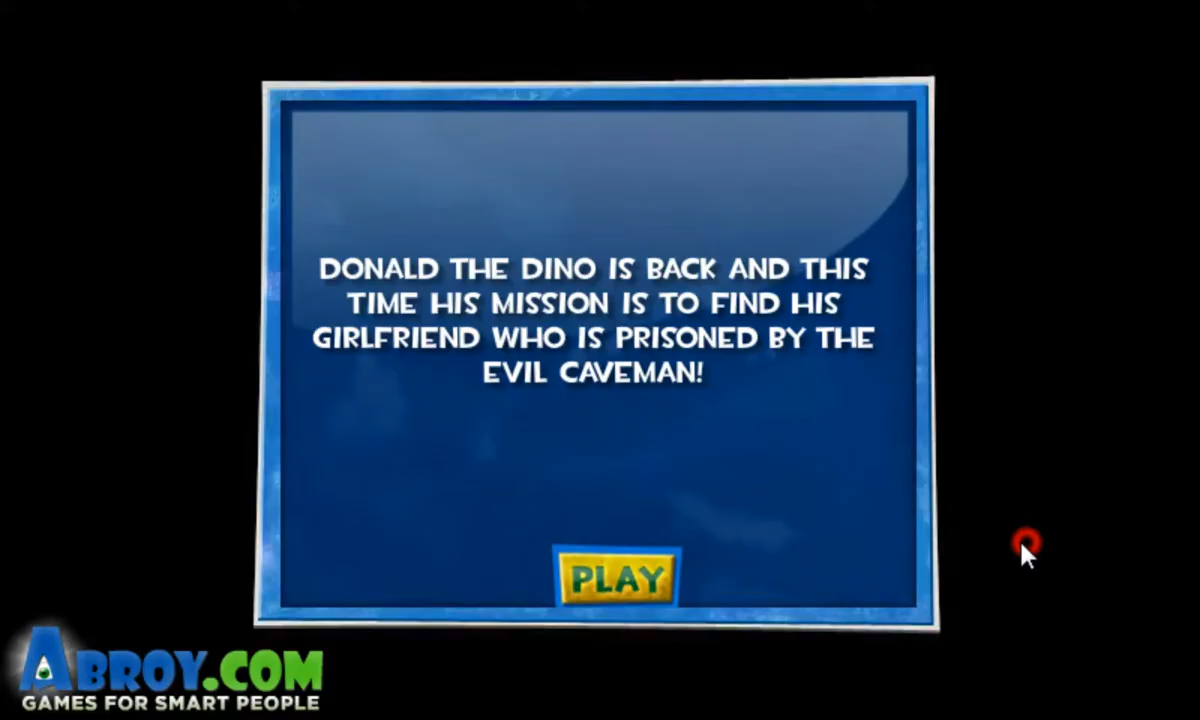 DONALD THE DINO IS BACK AND THIS
TIME HIS MISSION IS TO FIND HIS
GIRLFRIEND WHO IS PRISONED BY THE
EVIL CAVEMAN!
PLAY
ABROY.COM
GAMES FOR SMART PEOPLE